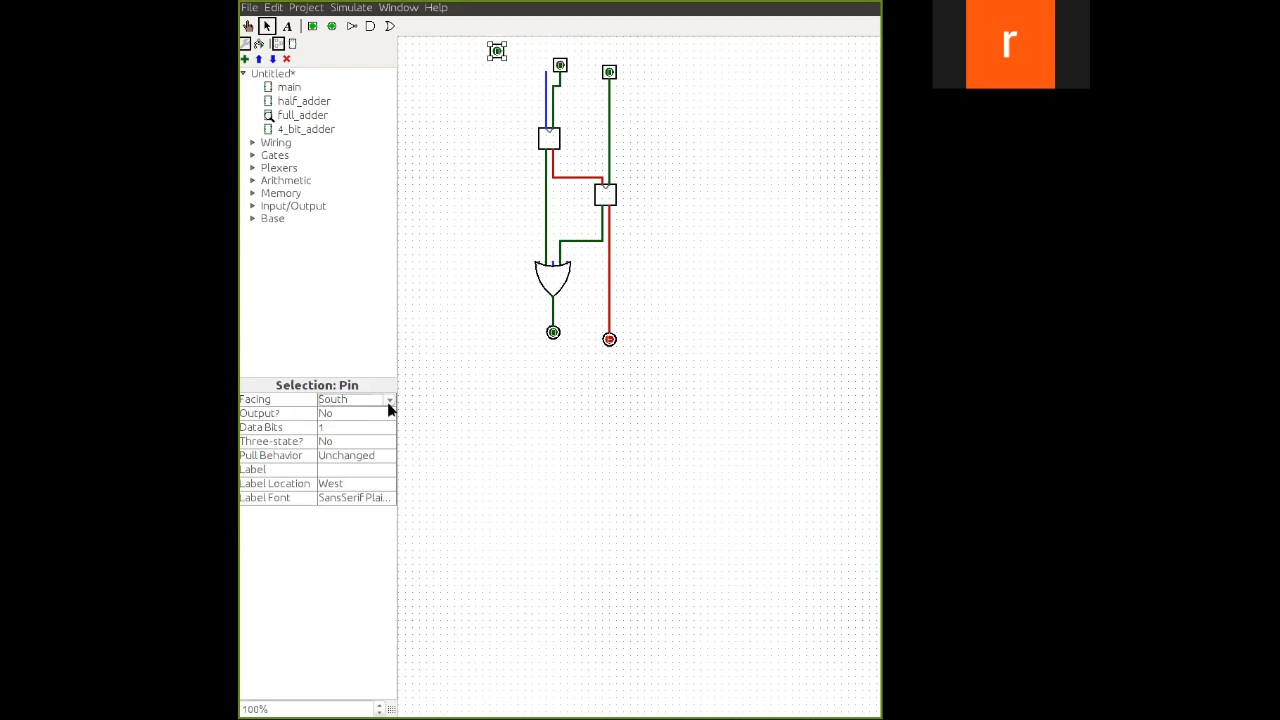 File Edit Project Simulate Window Help
A
Untitled*
main
half_adder
full_adder
4_bit_adder
Wiring
Gates
Plexers
Arithmetic
Memory
Input/Output
Base
Selection: Pin
Facing South
Output? No
Data Bits 1
Three-state? No
Pull Behavior Unchanged
Label
Label Location West
Label Font SansSerif Plai...
100%
r